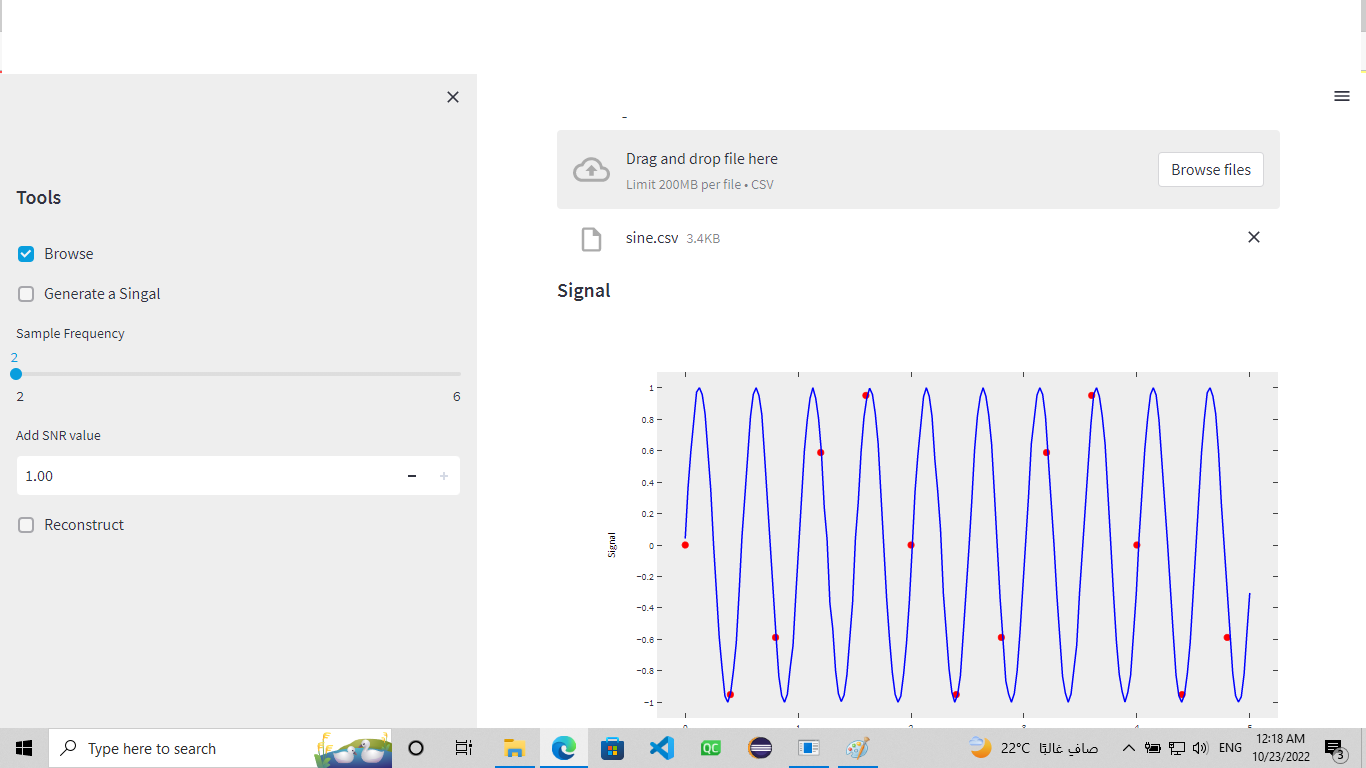 Tools
Browse
Generate a Singal
Sample Frequency
2
2 6
Add SNR value
1.00
Reconstruct
Drag and drop file here
Limit 200MB per file • CSV
Browse files
sine.csv 3.4KB
Signal
1
0.8
0.6
0.4
0.2
0
−0.2
−0.4
−0.6
−0.8
−1
Signal
Type here to search
QC
22°C صافٍ غالبًا
ENG
12:18 AM
10/23/2022
3